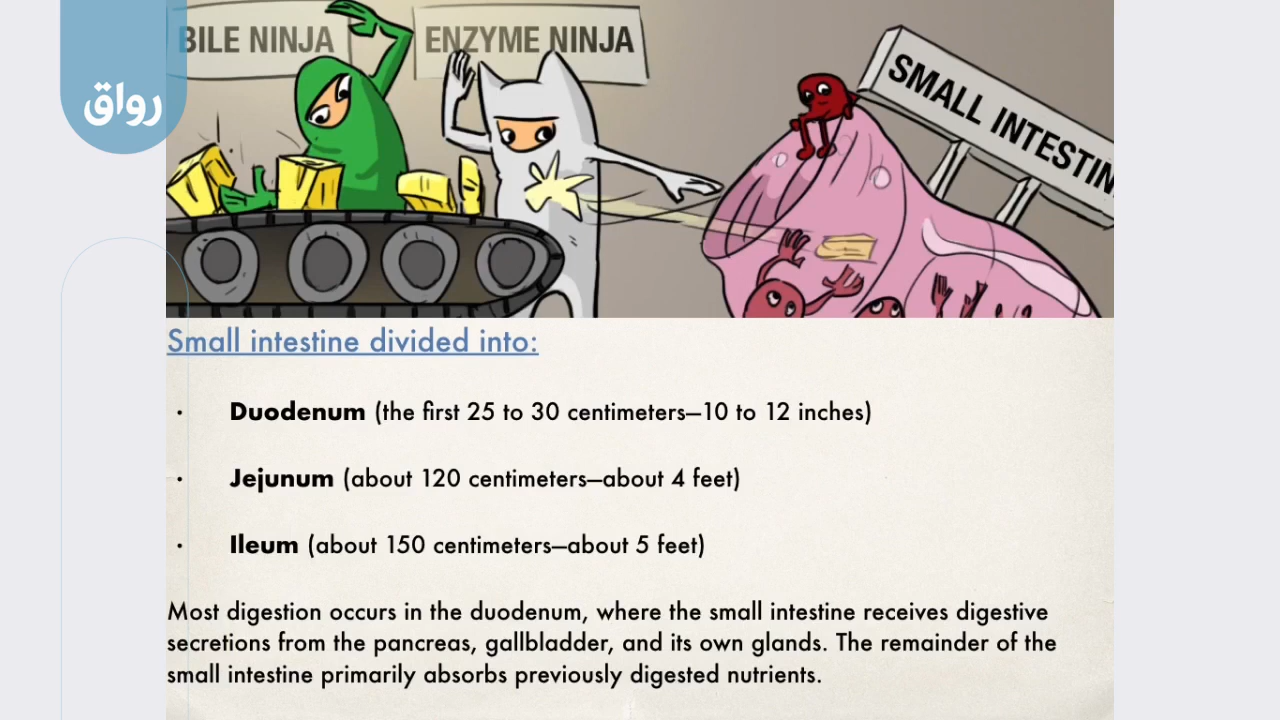 رواق
BILE NINJA
ENZYME NINJA
SMALL INTESTIN
Small intestine divided into:
· Duodenum (the first 25 to 30 centimeters—10 to 12 inches)
· Jejunum (about 120 centimeters—about 4 feet)
· Ileum (about 150 centimeters—about 5 feet)
Most digestion occurs in the duodenum, where the small intestine receives digestive
secretions from the pancreas, gallbladder, and its own glands. The remainder of the
small intestine primarily absorbs previously digested nutrients.